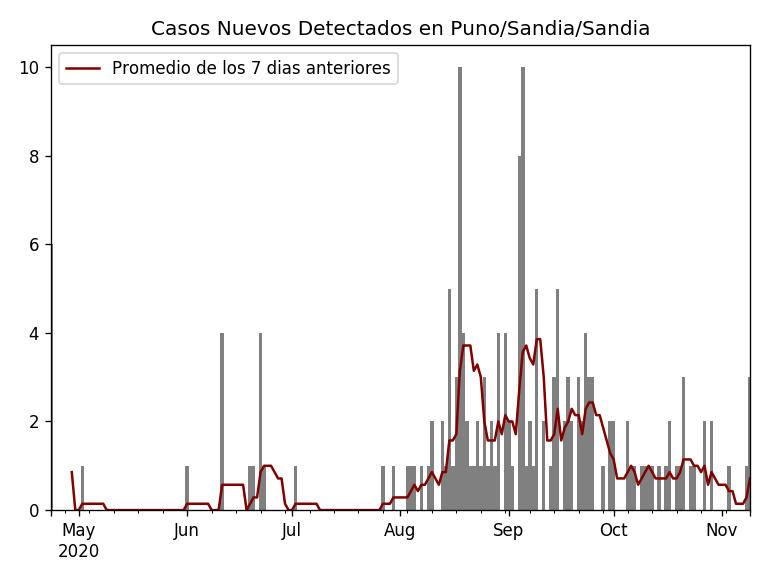 Casos Nuevos Detectados en Puno/Sandia/Sandia
Promedio de los 7 dias anteriores
10
8
6
4
2
0
May Jun Jul Aug Sep Oct Nov
2020